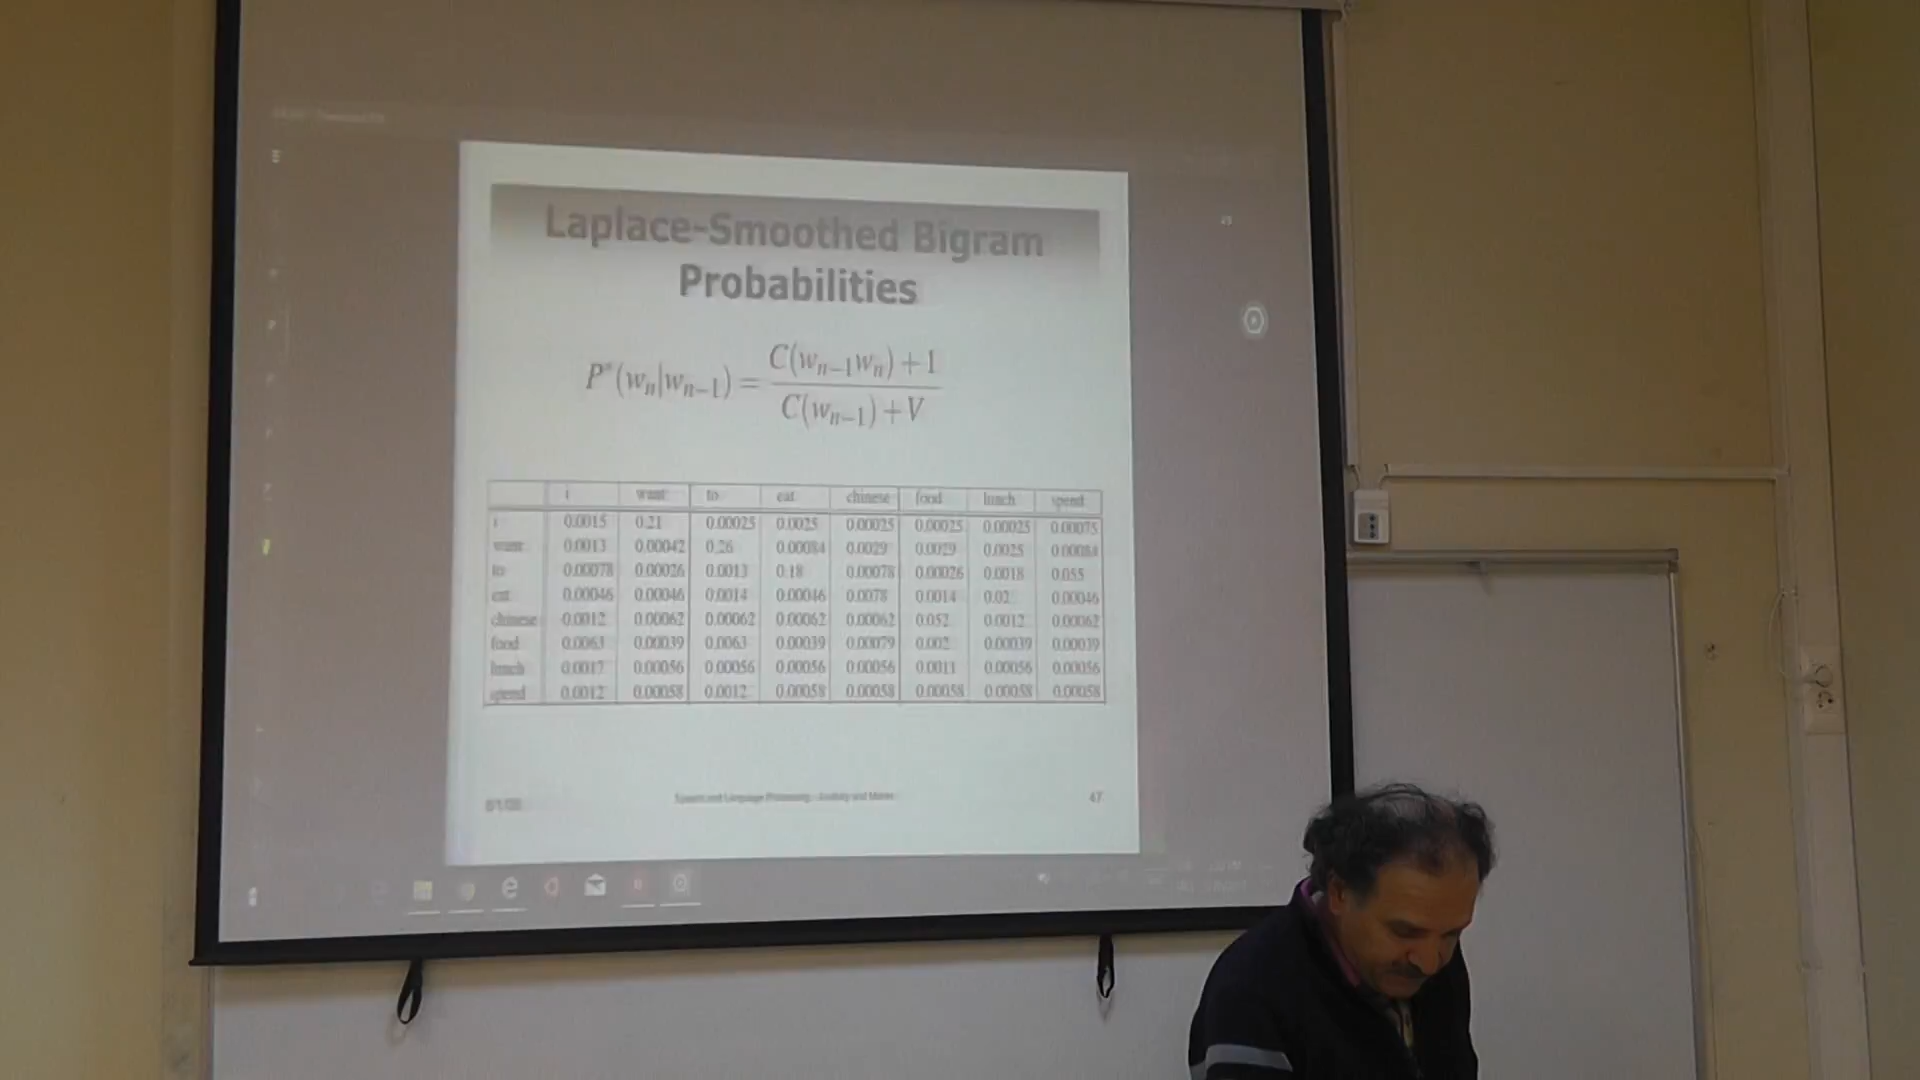 Laplace-Smoothed Bigram
Probabilities
P*(wn|wn−1) = C(wn−1wn) + 1 / C(wn−1) + V
i want to eat chinese food lunch spend
i 0.0015 0.21 0.00025 0.0025 0.00025 0.00025 0.00025 0.00075
want 0.0013 0.00042 0.26 0.00084 0.0029 0.0029 0.0025 0.00084
to 0.00078 0.00026 0.0013 0.18 0.00078 0.00026 0.0018 0.055
eat 0.00046 0.00046 0.0014 0.00046 0.0078 0.0014 0.02 0.00046
chinese 0.0012 0.00062 0.00062 0.00062 0.00062 0.052 0.0012 0.00062
food 0.0063 0.00039 0.0063 0.00039 0.00079 0.002 0.00039 0.00039
lunch 0.0017 0.00056 0.00056 0.00056 0.00056 0.0011 0.00056 0.00056
spend 0.0012 0.00058 0.0012 0.00058 0.00058 0.00058 0.00058 0.00058
Speech and Language Processing - Jurafsky and Martin
47